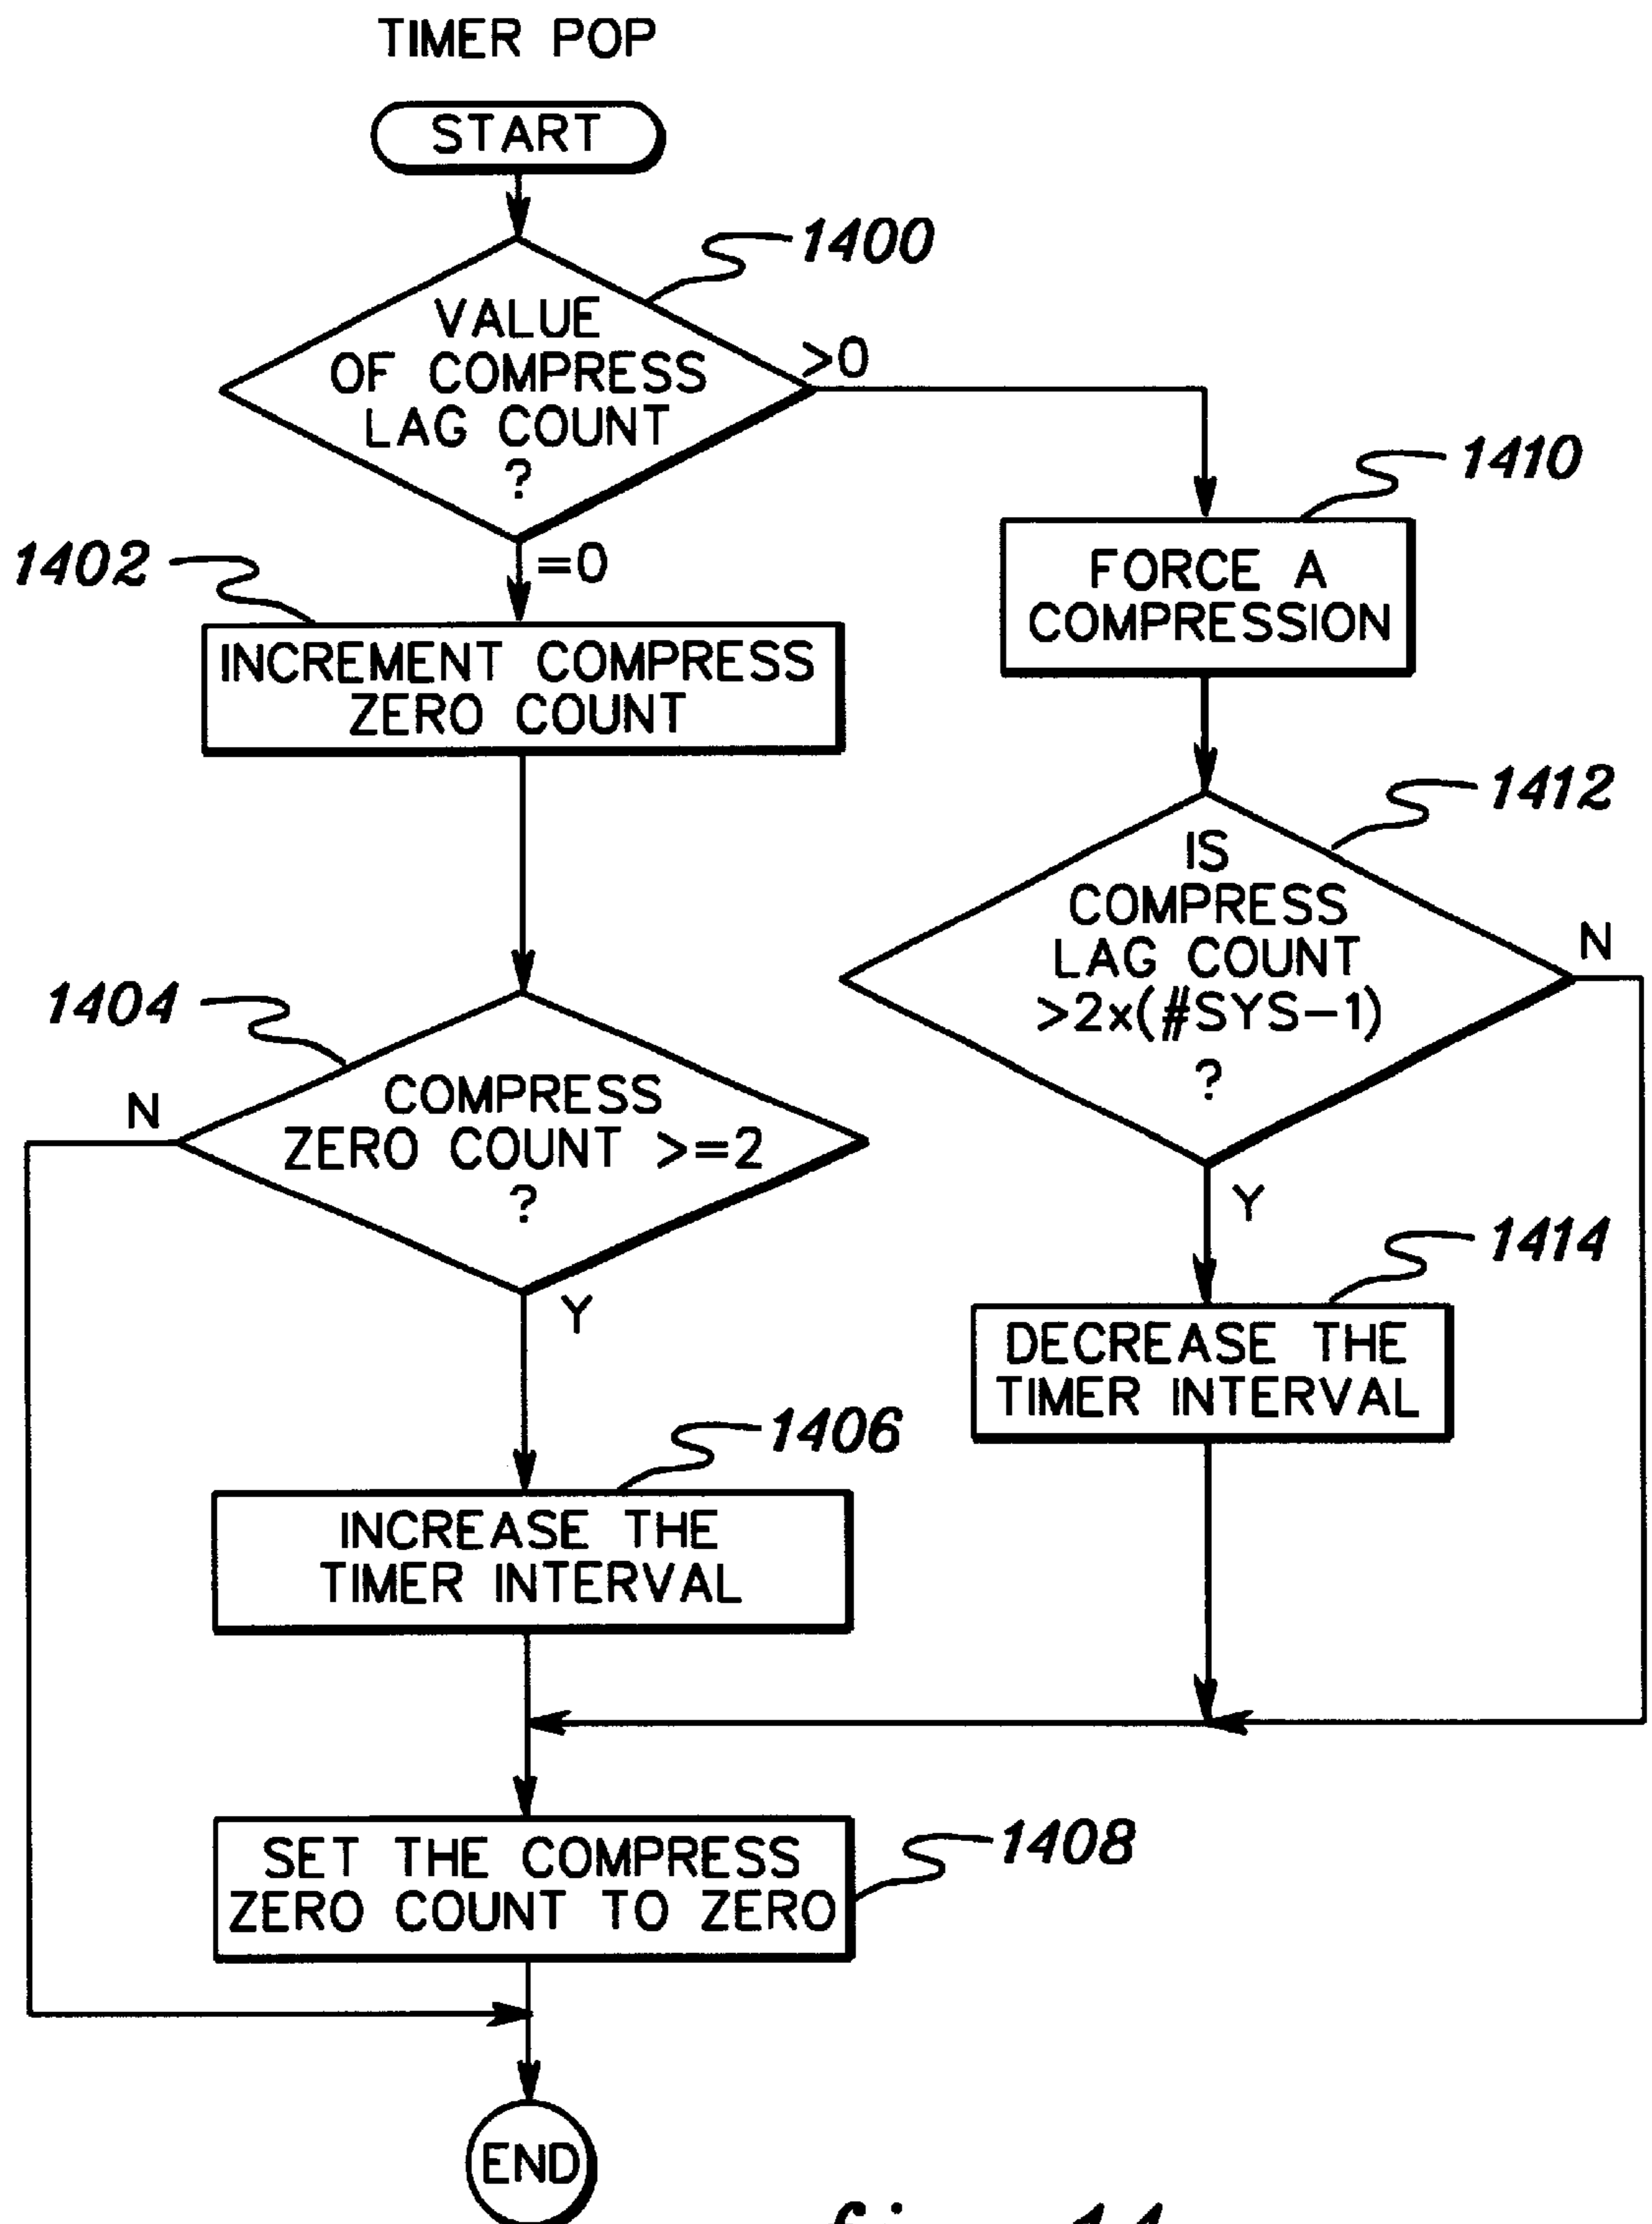 TIMER POP
START
1400
VALUE
OF COMPRESS
LAG COUNT
?
>0
=0
1402
INCREMENT COMPRESS
ZERO COUNT
1410
FORCE A
COMPRESSION
1412
IS
COMPRESS
LAG COUNT
>2x(#SYS-1)
?
N
Y
1404
COMPRESS
ZERO COUNT >=2
?
N
Y
1414
DECREASE THE
TIMER INTERVAL
1406
INCREASE THE
TIMER INTERVAL
1408
SET THE COMPRESS
ZERO COUNT TO ZERO
END